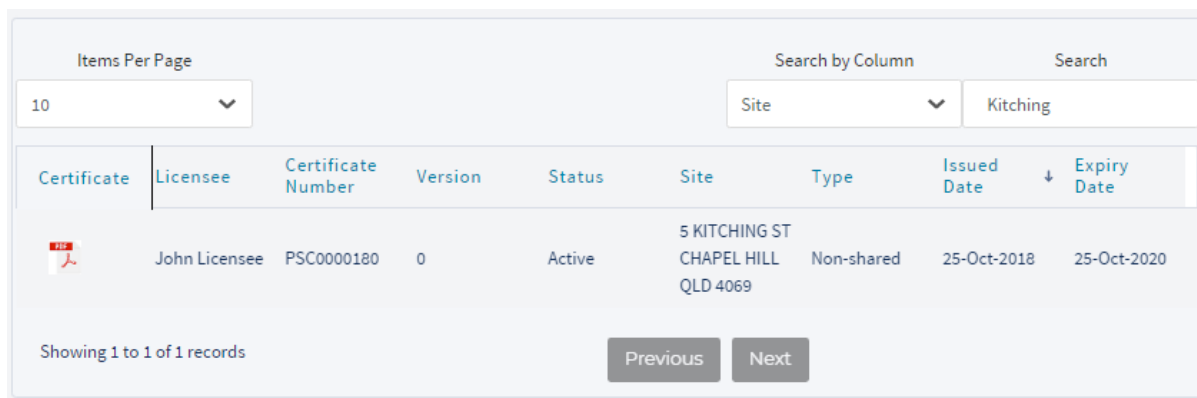 Items Per Page
Search by Column
Search
10
Site
Kitching
Certificate
Licensee
Certificate
Number
Version
Status
Site
Type
Issued
Date
Expiry
Date
PDF
John Licensee
PSC0000180
0
Active
5 KITCHING ST
CHAPEL HILL
QLD 4069
Non-shared
25-Oct-2018
25-Oct-2020
Showing 1 to 1 of 1 records
Previous
Next